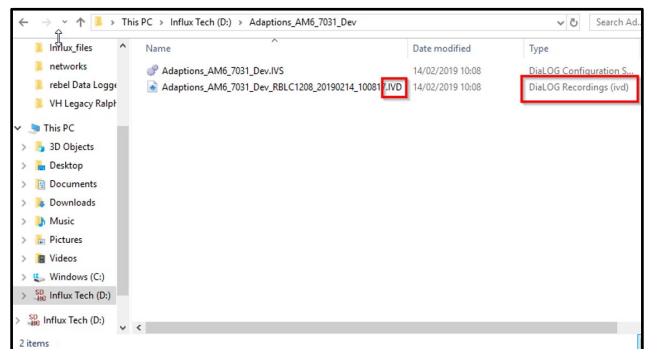 This PC > Influx Tech (D:) > Adaptions_AM6_7031_Dev
Search Ad..
Influx_files
networks
rebel Data Logge
VH Legacy Ralph
This PC
3D Objects
Desktop
Documents
Downloads
Music
Pictures
Videos
Windows (C:)
Influx Tech (D:)
Influx Tech (D:)
Name Date modified Type
Adaptions_AM6_7031_Dev.IVS 14/02/2019 10:08 DiaLOG Configuration S...
Adaptions_AM6_7031_Dev_RBLC1208_20190214_100817.IVD 14/02/2019 10:08 DiaLOG Recordings (ivd)
2 items